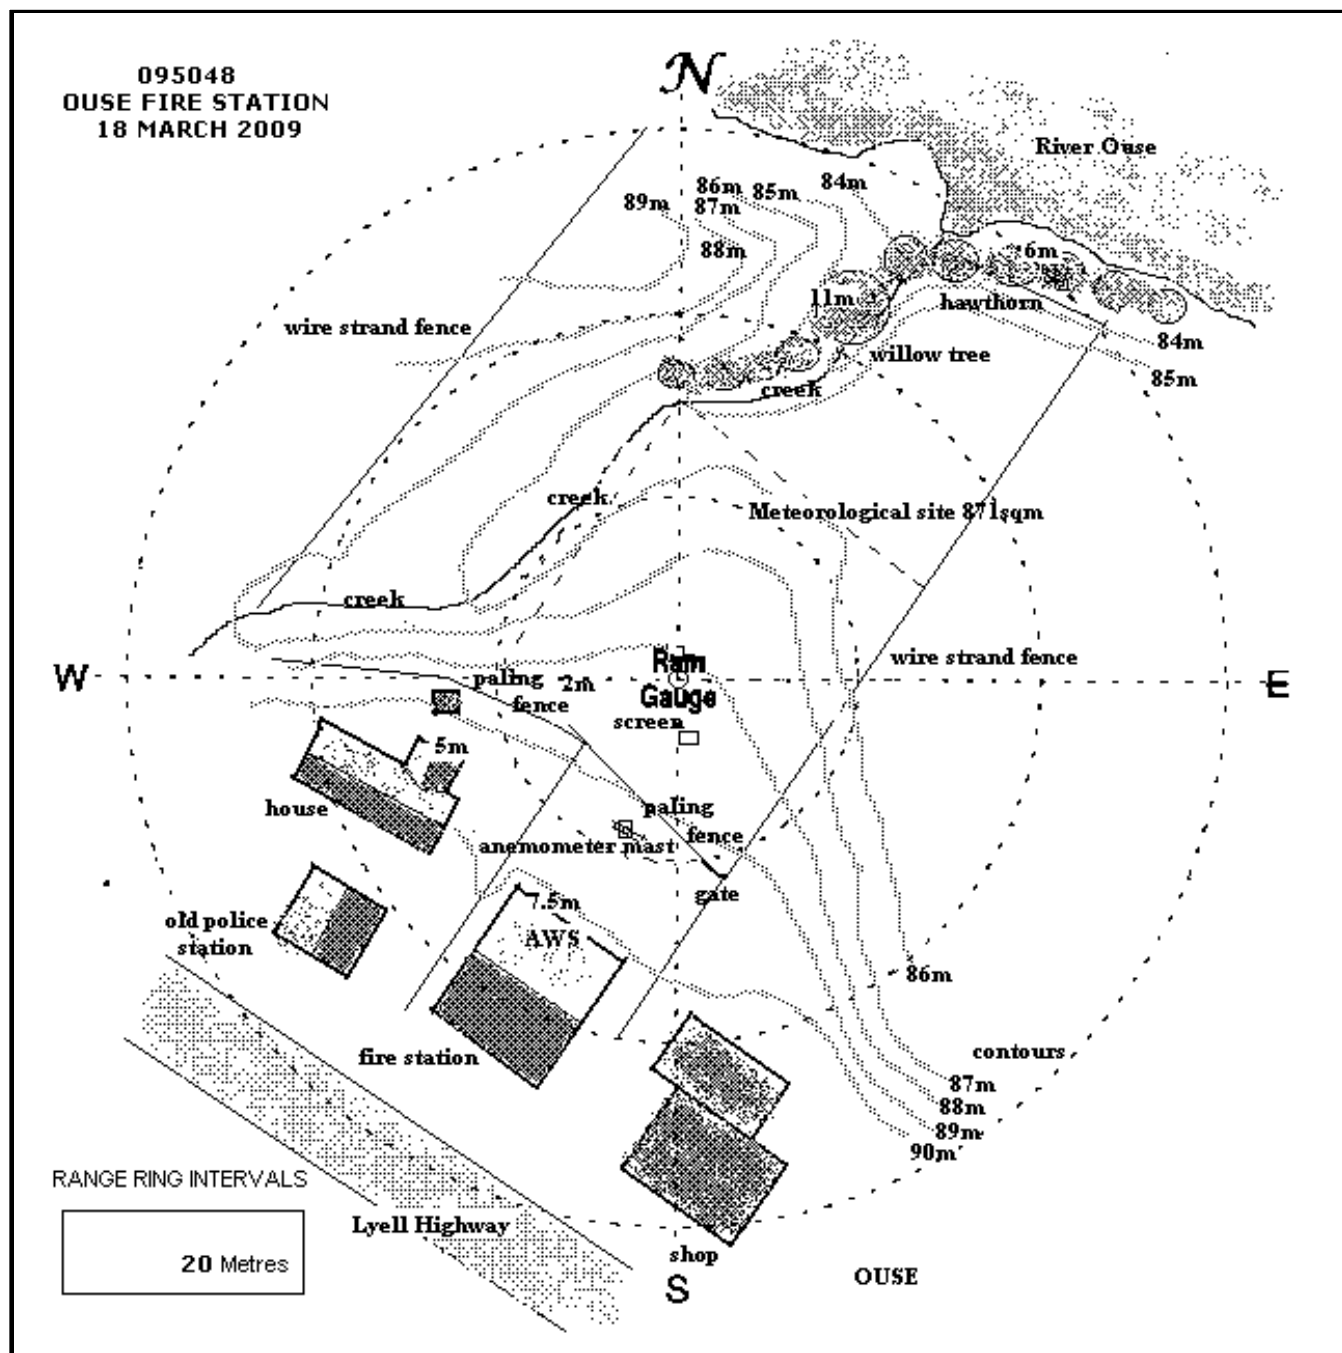 095048
OUSE FIRE STATION
18 MARCH 2009
N
River Ouse
86m
85m
84m
89m
87m
88m
6m
11m
hawthorn
wire strand fence
willow tree
84m
85m
creek
creek
Meteorological site 871sqm
creek
wire strand fence
W
E
Rain
Gauge
paling
fence
2m
screen
5m
house
paling
fence
anemometer mast
gate
7.5m
AWS
old police
station
86m
fire station
contours
87m
88m
89m
90m
RANGE RING INTERVALS
20 Metres
Lyell Highway
shop
S
OUSE